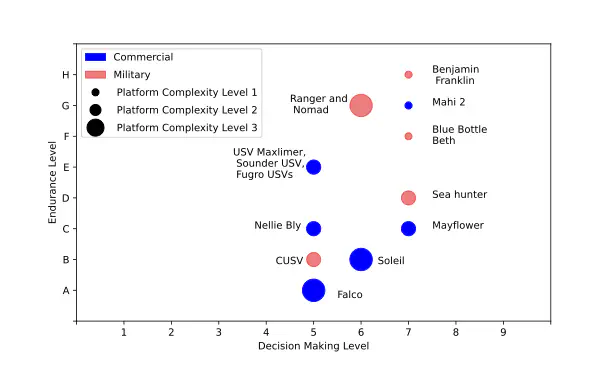 Commercial
Military
Platform Complexity Level 1
Platform Complexity Level 2
Platform Complexity Level 3
Benjamin
Franklin
Ranger and
Nomad
Mahi 2
Blue Bottle
Beth
USV Maxlimer,
Sounder USV,
Fugro USVs
Sea hunter
Nellie Bly
Mayflower
CUSV
Soleil
Falco
Endurance Level
H
G
F
E
D
C
B
A
1 2 3 4 5 6 7 8 9
Decision Making Level